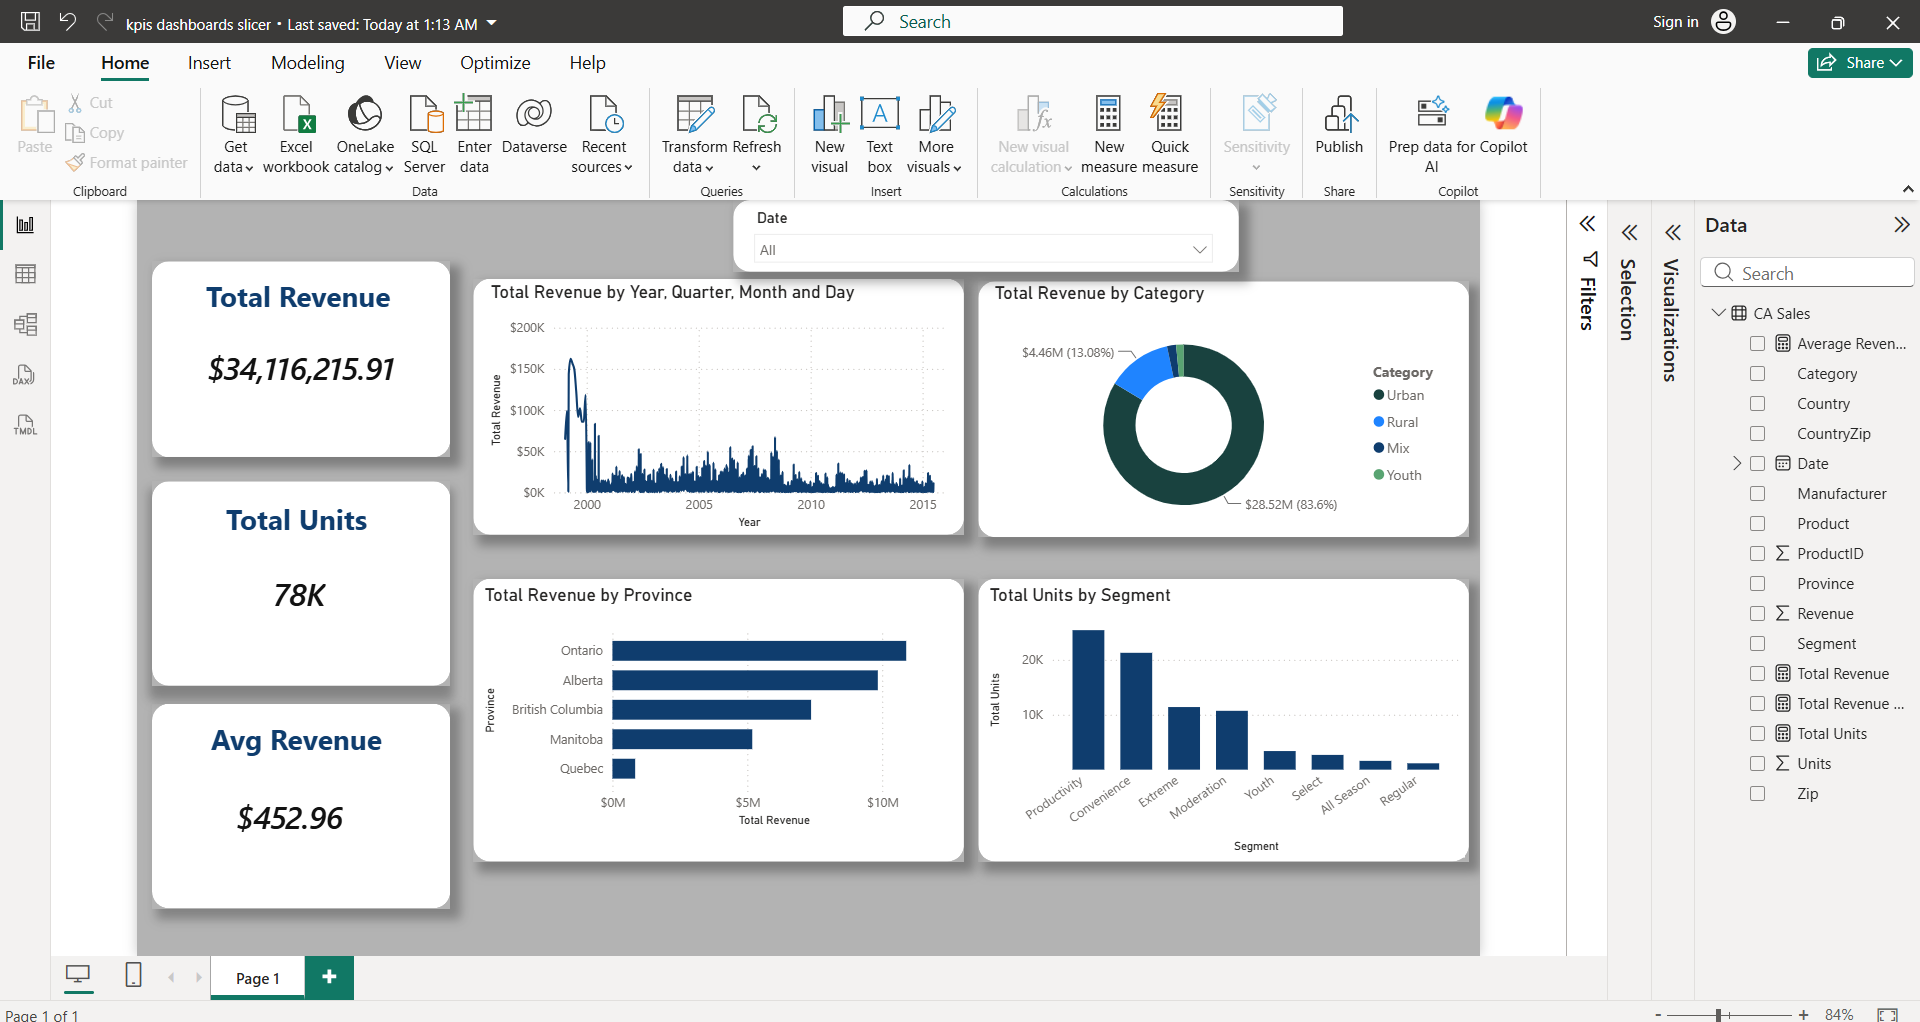 kpis dashboards slicer • Last saved: Today at 1:13 AM
Search
Sign in
File
Home
Insert
Modeling
View
Optimize
Help
Share
Paste
Cut
Copy
Format painter
Clipboard
Get data
Excel workbook
OneLake catalog
SQL Server
Enter data
Dataverse
Recent sources
Data
Transform data
Refresh
Queries
New visual
Text box
More visuals
Insert
New visual calculation
New measure
Quick measure
Calculations
Sensitivity
Sensitivity
Publish
Share
Prep data for AI
Copilot
Copilot
DAX
TMDL
Date
All
Total Revenue
$34,116,215.91
Total Units
78K
Avg Revenue
$452.96
Total Revenue by Year, Quarter, Month and Day
Total Revenue
$200K
$150K
$100K
$50K
$0K
2000
2005
2010
2015
Year
Total Revenue by Category
$4.46M (13.08%)
$28.52M (83.6%)
Category
Urban
Rural
Mix
Youth
Total Revenue by Province
Province
Ontario
Alberta
British Columbia
Manitoba
Quebec
$0M
$5M
$10M
Total Revenue
Total Units by Segment
Total Units
20K
10K
Productivity
Convenience
Extreme
Moderation
Youth
Select
All Season
Regular
Segment
Filters
Selection
Visualizations
Data
Search
CA Sales
Average Reven...
Category
Country
CountryZip
Date
Manufacturer
Product
ProductID
Province
Revenue
Segment
Total Revenue
Total Revenue ...
Total Units
Units
Zip
Page 1
Page 1 of 1
84%